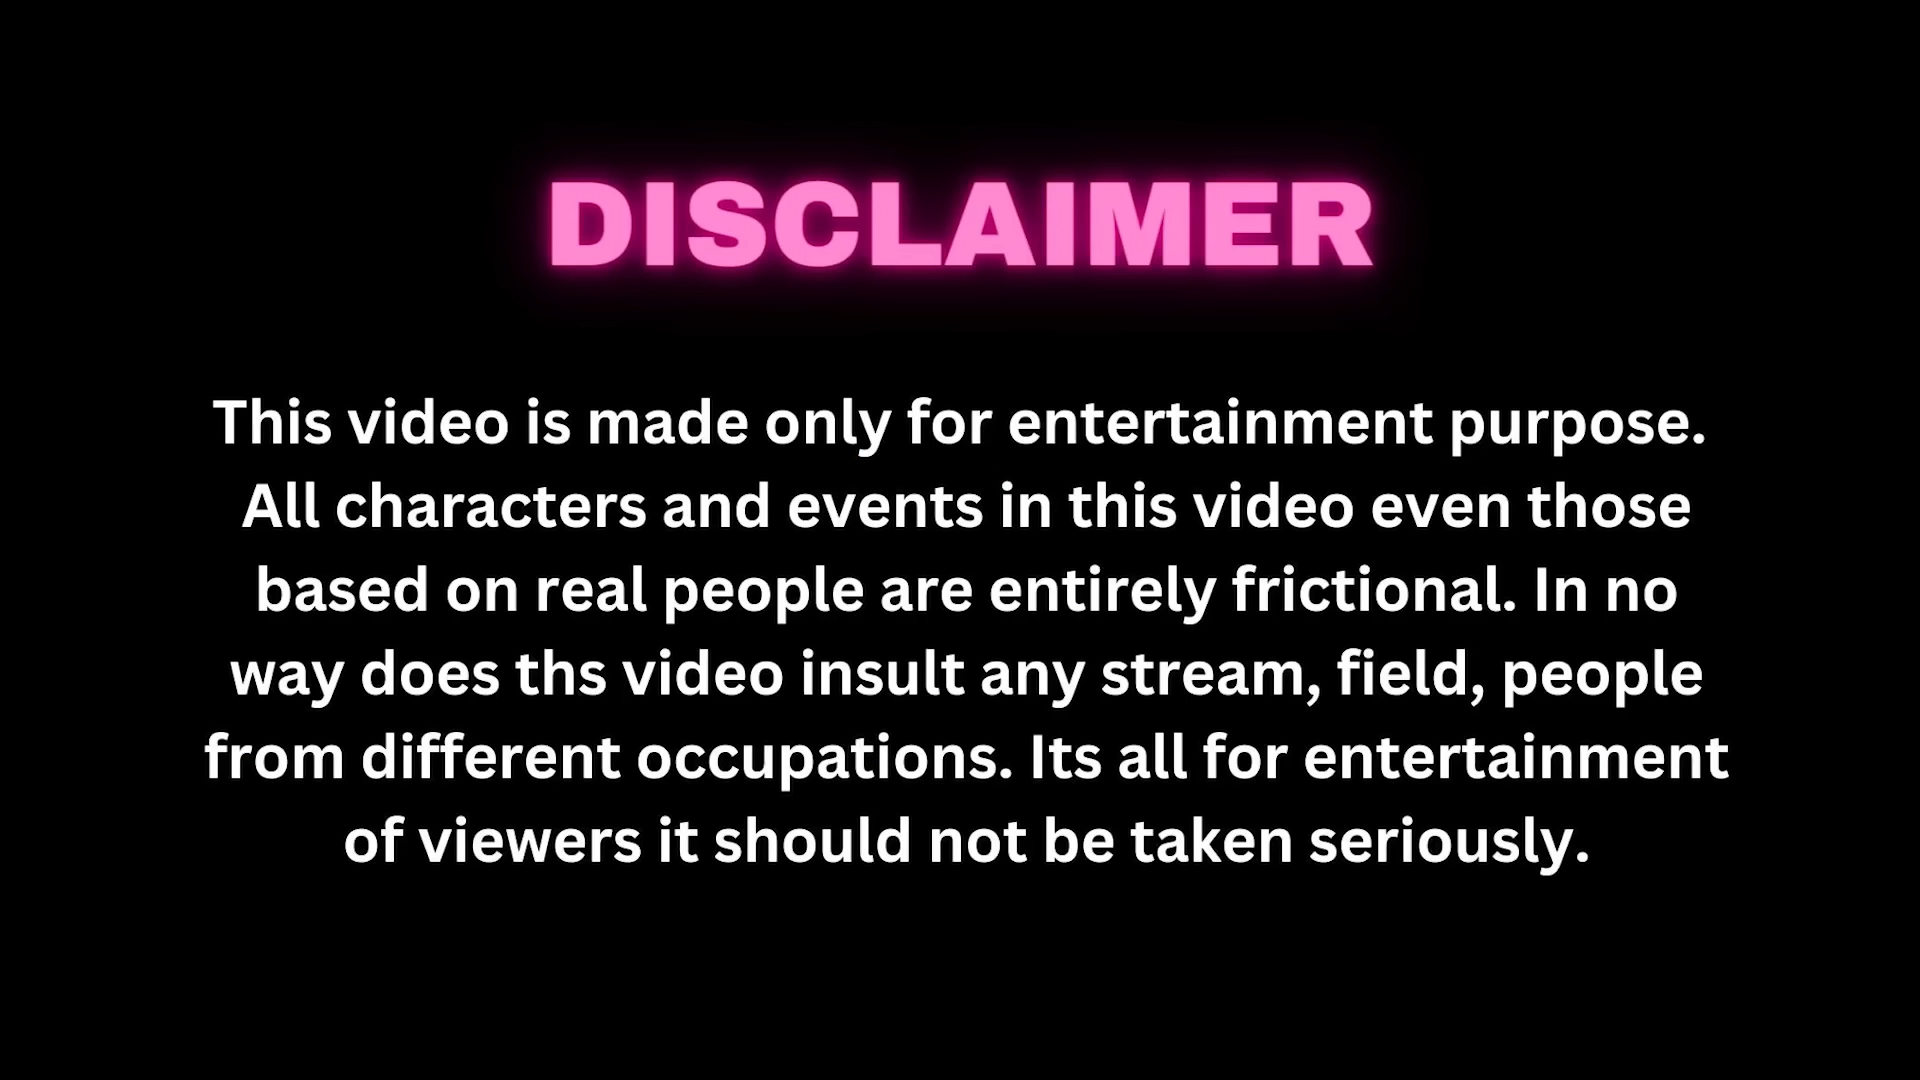 DISCLAIMER
This video is made only for entertainment purpose.
All characters and events in this video even those
based on real people are entirely frictional. In no
way does ths video insult any stream, field, people
from different occupations. Its all for entertainment
of viewers it should not be taken seriously.